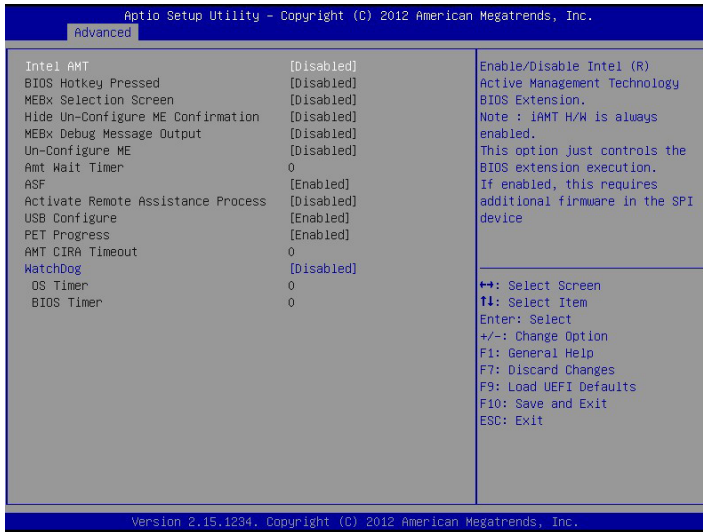 Aptio Setup Utility – Copyright (C) 2012 American Megatrends, Inc.
Advanced
Intel AMT [Disabled]
BIOS Hotkey Pressed [Disabled]
MEBx Selection Screen [Disabled]
Hide Un-Configure ME Confirmation [Disabled]
MEBx Debug Message Output [Disabled]
Un-Configure ME [Disabled]
Amt Wait Timer 0
ASF [Enabled]
Activate Remote Assistance Process [Disabled]
USB Configure [Enabled]
PET Progress [Enabled]
AMT CIRA Timeout 0
WatchDog [Disabled]
OS Timer 0
BIOS Timer 0
Enable/Disable Intel (R)
Active Management Technology
BIOS Extension.
Note : iAMT H/W is always
enabled.
This option just controls the
BIOS extension execution.
If enabled, this requires
additional firmware in the SPI
device
↔: Select Screen
↑↓: Select Item
Enter: Select
+/-: Change Option
F1: General Help
F7: Discard Changes
F9: Load UEFI Defaults
F10: Save and Exit
ESC: Exit
Version 2.15.1234. Copyright (C) 2012 American Megatrends, Inc.